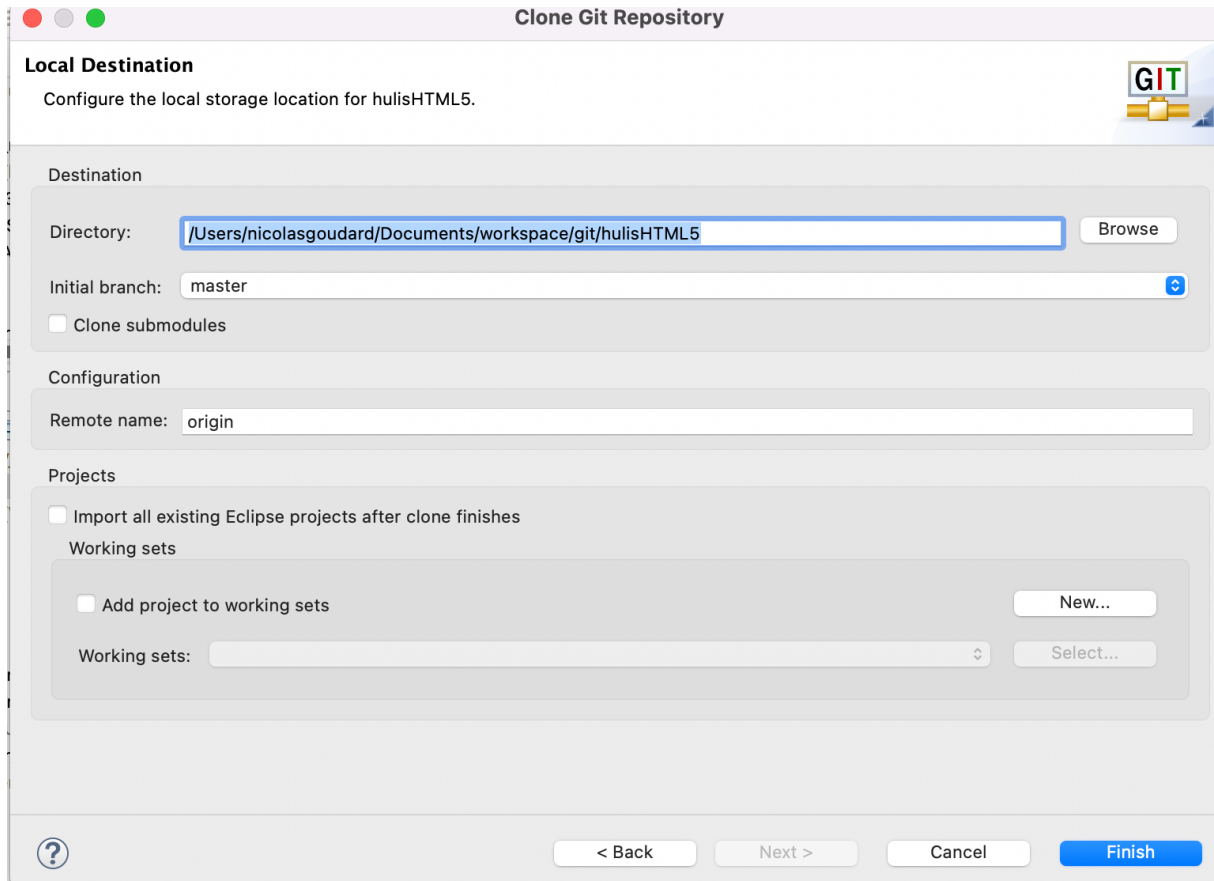 Clone Git Repository
Local Destination
Configure the local storage location for hulisHTML5.
GIT
Destination
Directory: /Users/nicolasgoudard/Documents/workspace/git/hulisHTML5 Browse
Initial branch: master
Clone submodules
Configuration
Remote name: origin
Projects
Import all existing Eclipse projects after clone finishes
Working sets
Add project to working sets New...
Working sets: Select...
? < Back Next > Cancel Finish